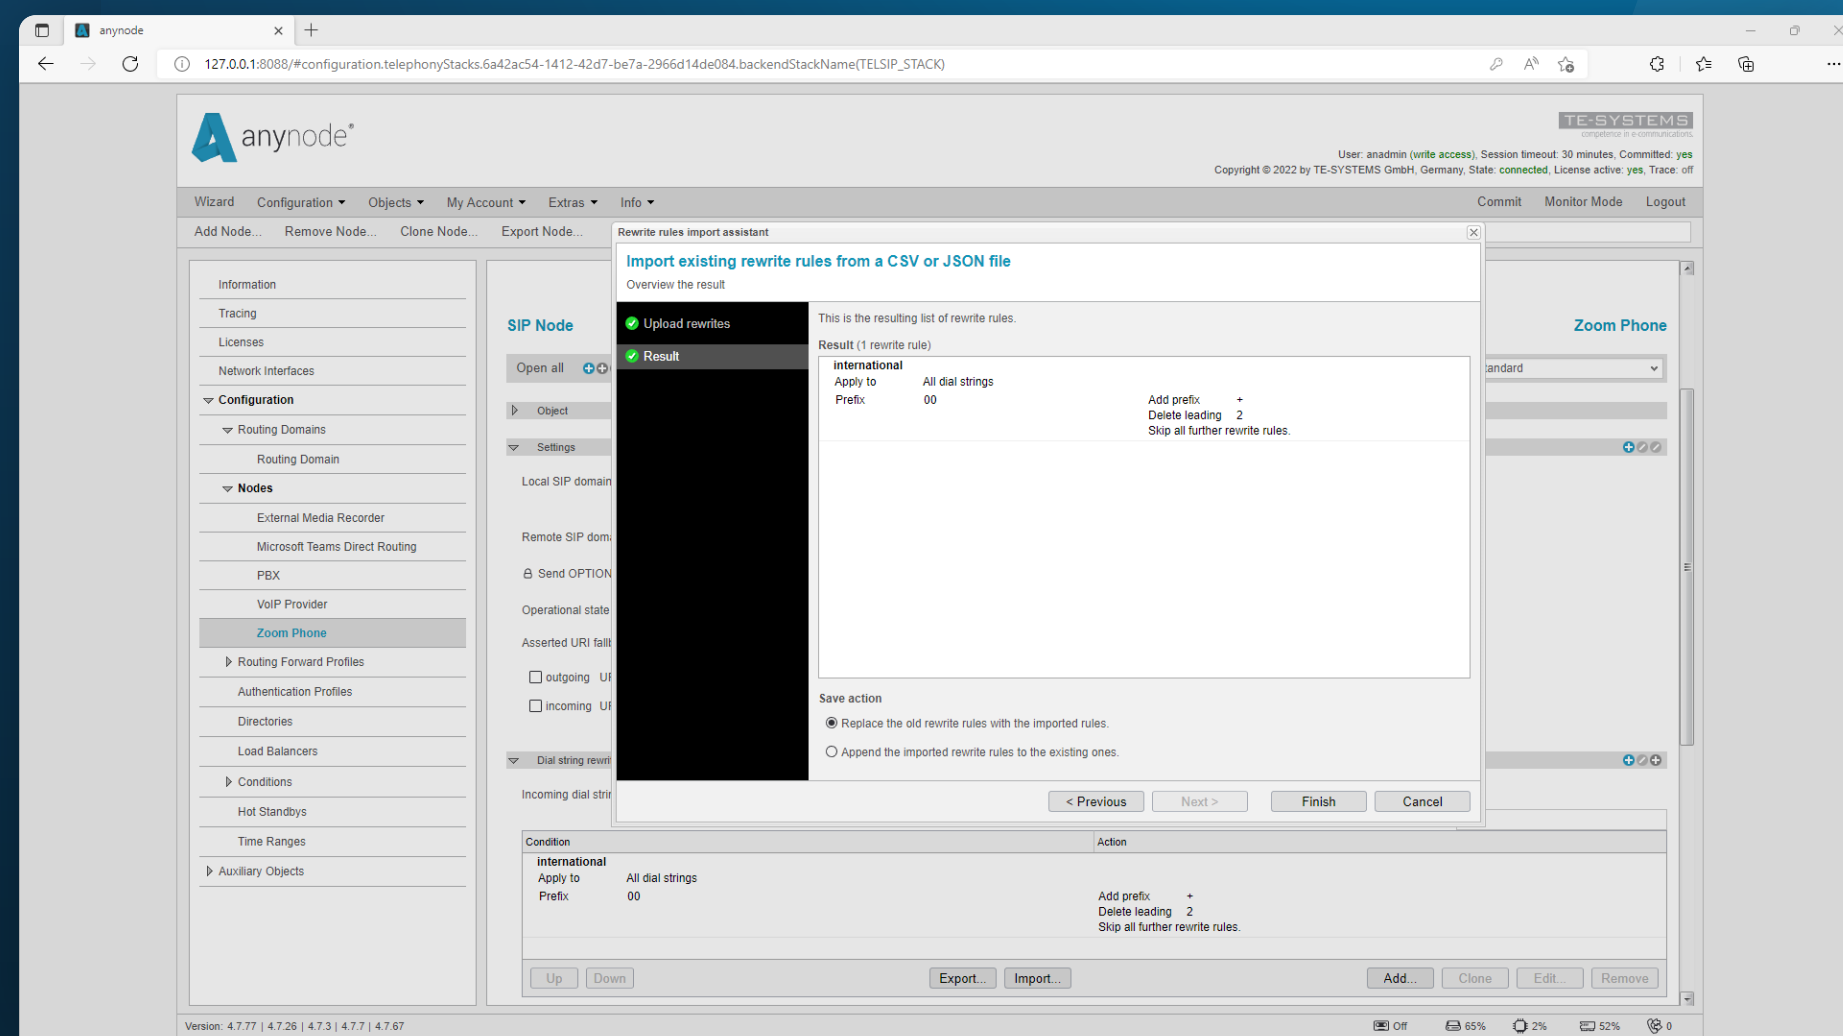 anynode
127.0.0.1:8088/#configuration.telephonyStacks.6a42ac54-1412-42d7-be7a-2966d14de084.backendStackName(TELSIP_STACK)
anynode®
TE-SYSTEMS
competence in e-communications.
User: anadmin (write access), Session timeout: 30 minutes, Committed: yes
Copyright © 2022 by TE-SYSTEMS GmbH, Germany, State: connected, License active: yes, Trace: off
Wizard Configuration Objects My Account Extras Info Commit Monitor Mode Logout
Add Node... Remove Node... Clone Node... Export Node...
Information
Tracing
Licenses
Network Interfaces
Configuration
Routing Domains
Routing Domain
Nodes
External Media Recorder
Microsoft Teams Direct Routing
PBX
VoIP Provider
Zoom Phone
Routing Forward Profiles
Authentication Profiles
Directories
Load Balancers
Conditions
Hot Standbys
Time Ranges
Auxiliary Objects
SIP Node
Zoom Phone
Open all
tandard
Object
Settings
Local SIP domain
Remote SIP doma
Send OPTION
Operational state
Asserted URI fallb
outgoing UR
incoming UR
Dial string rewrit
Incoming dial strin
Rewrite rules import assistant
Import existing rewrite rules from a CSV or JSON file
Overview the result
Upload rewrites
Result
This is the resulting list of rewrite rules.
Result (1 rewrite rule)
international
Apply to All dial strings
Prefix 00 Add prefix +
Delete leading 2
Skip all further rewrite rules.
Save action
Replace the old rewrite rules with the imported rules.
Append the imported rewrite rules to the existing ones.
< Previous Next > Finish Cancel
Condition Action
international
Apply to All dial strings
Prefix 00 Add prefix +
Delete leading 2
Skip all further rewrite rules.
Up Down Export... Import... Add... Clone Edit... Remove
Version: 4.7.77 | 4.7.26 | 4.7.3 | 4.7.7 | 4.7.67 Off 65% 2% 52% 0